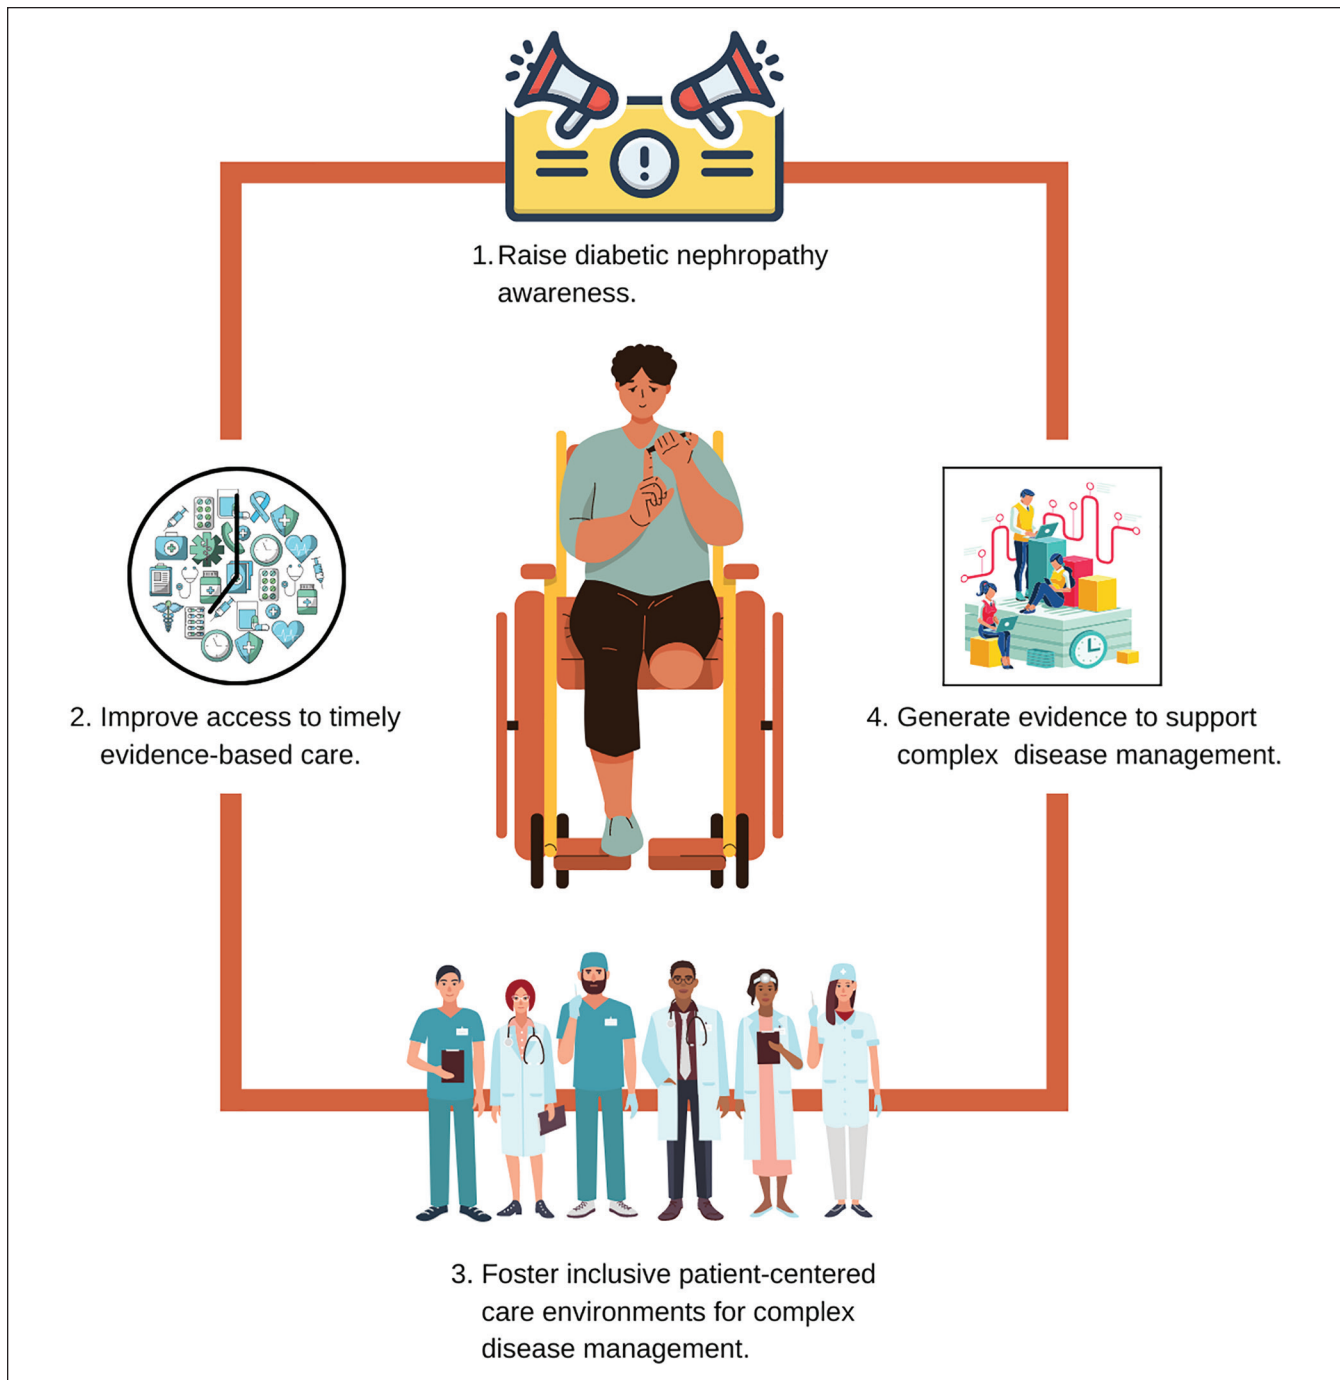 1. Raise diabetic nephropathy
awareness.
2. Improve access to timely
evidence-based care.
3. Foster inclusive patient-centered
care environments for complex
disease management.
4. Generate evidence to support
complex  disease management.